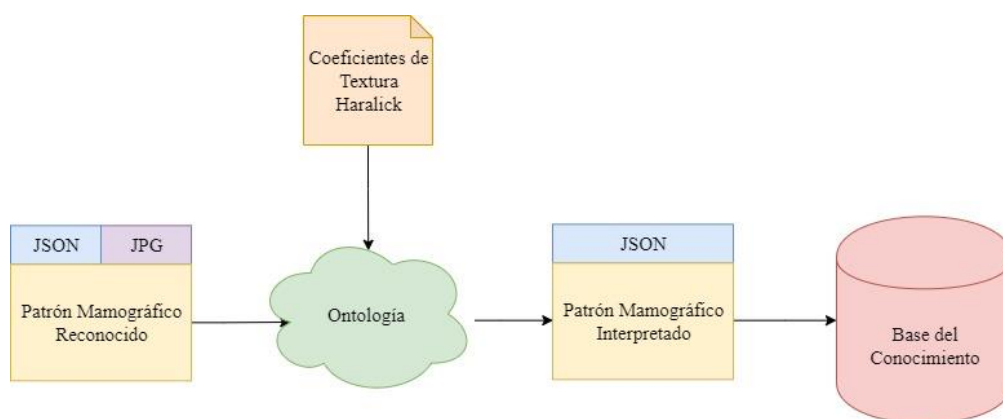 Coeficientes de
Textura
Haralick
JSON
JPG
Patrón Mamográfico
Reconocido
Ontología
JSON
Patrón Mamográfico
Interpretado
Base del
Conocimiento